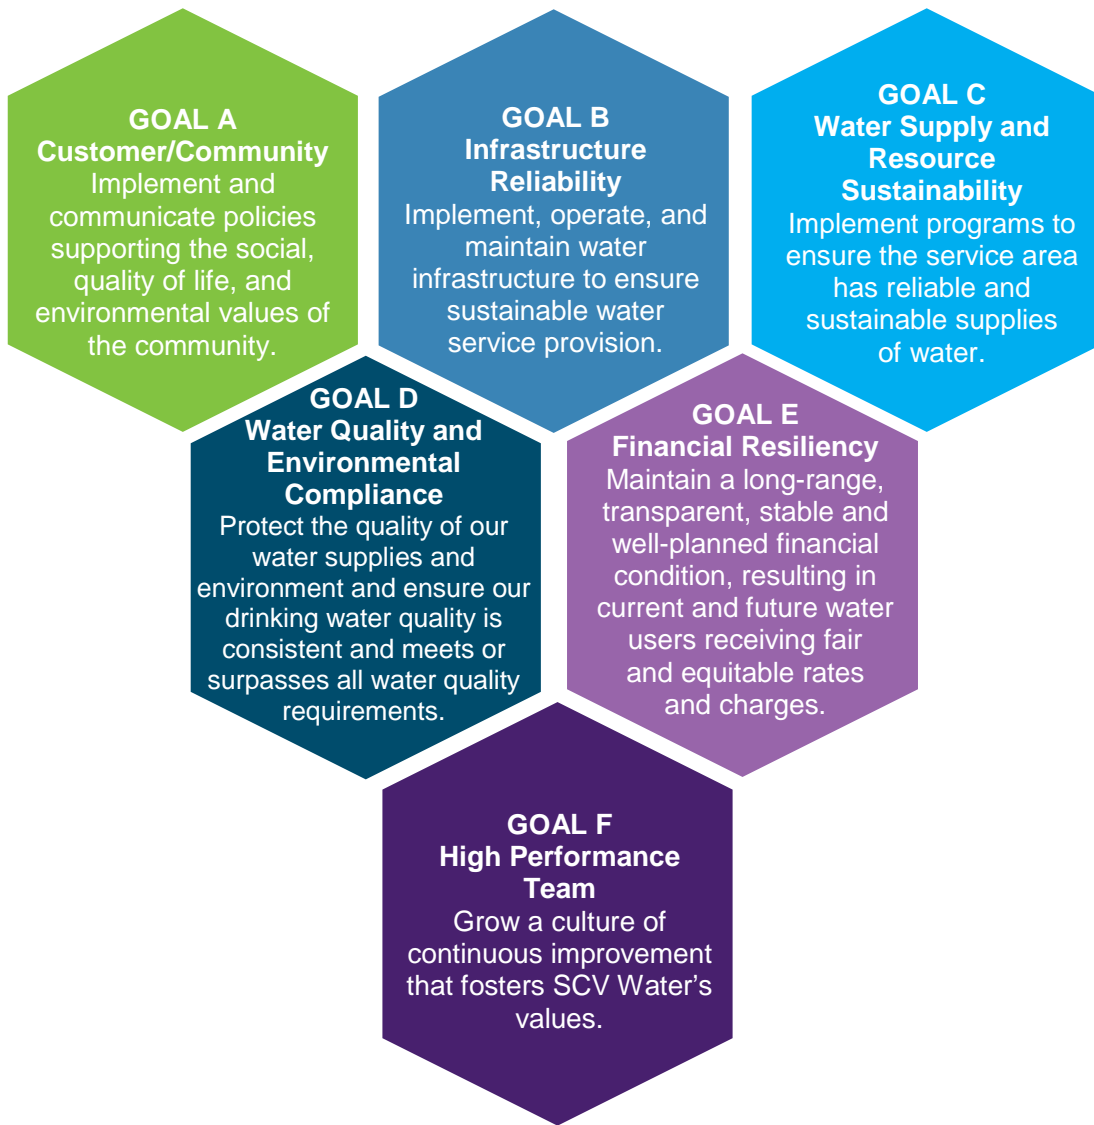 GOAL A
Customer/Community
Implement and
communicate policies
supporting the social,
quality of life, and
environmental values of
the community.
GOAL B
Infrastructure
Reliability
Implement, operate, and
maintain water
infrastructure to ensure
sustainable water
service provision.
GOAL C
Water Supply and
Resource
Sustainability
Implement programs to
ensure the service area
has reliable and
sustainable supplies
of water.
GOAL D
Water Quality and
Environmental
Compliance
Protect the quality of our
water supplies and
environment and ensure our
drinking water quality is
consistent and meets or
surpasses all water quality
requirements.
GOAL E
Financial Resiliency
Maintain a long-range,
transparent, stable and
well-planned financial
condition, resulting in
current and future water
users receiving fair
and equitable rates
and charges.
GOAL F
High Performance
Team
Grow a culture of
continuous improvement
that fosters SCV Water’s
values.